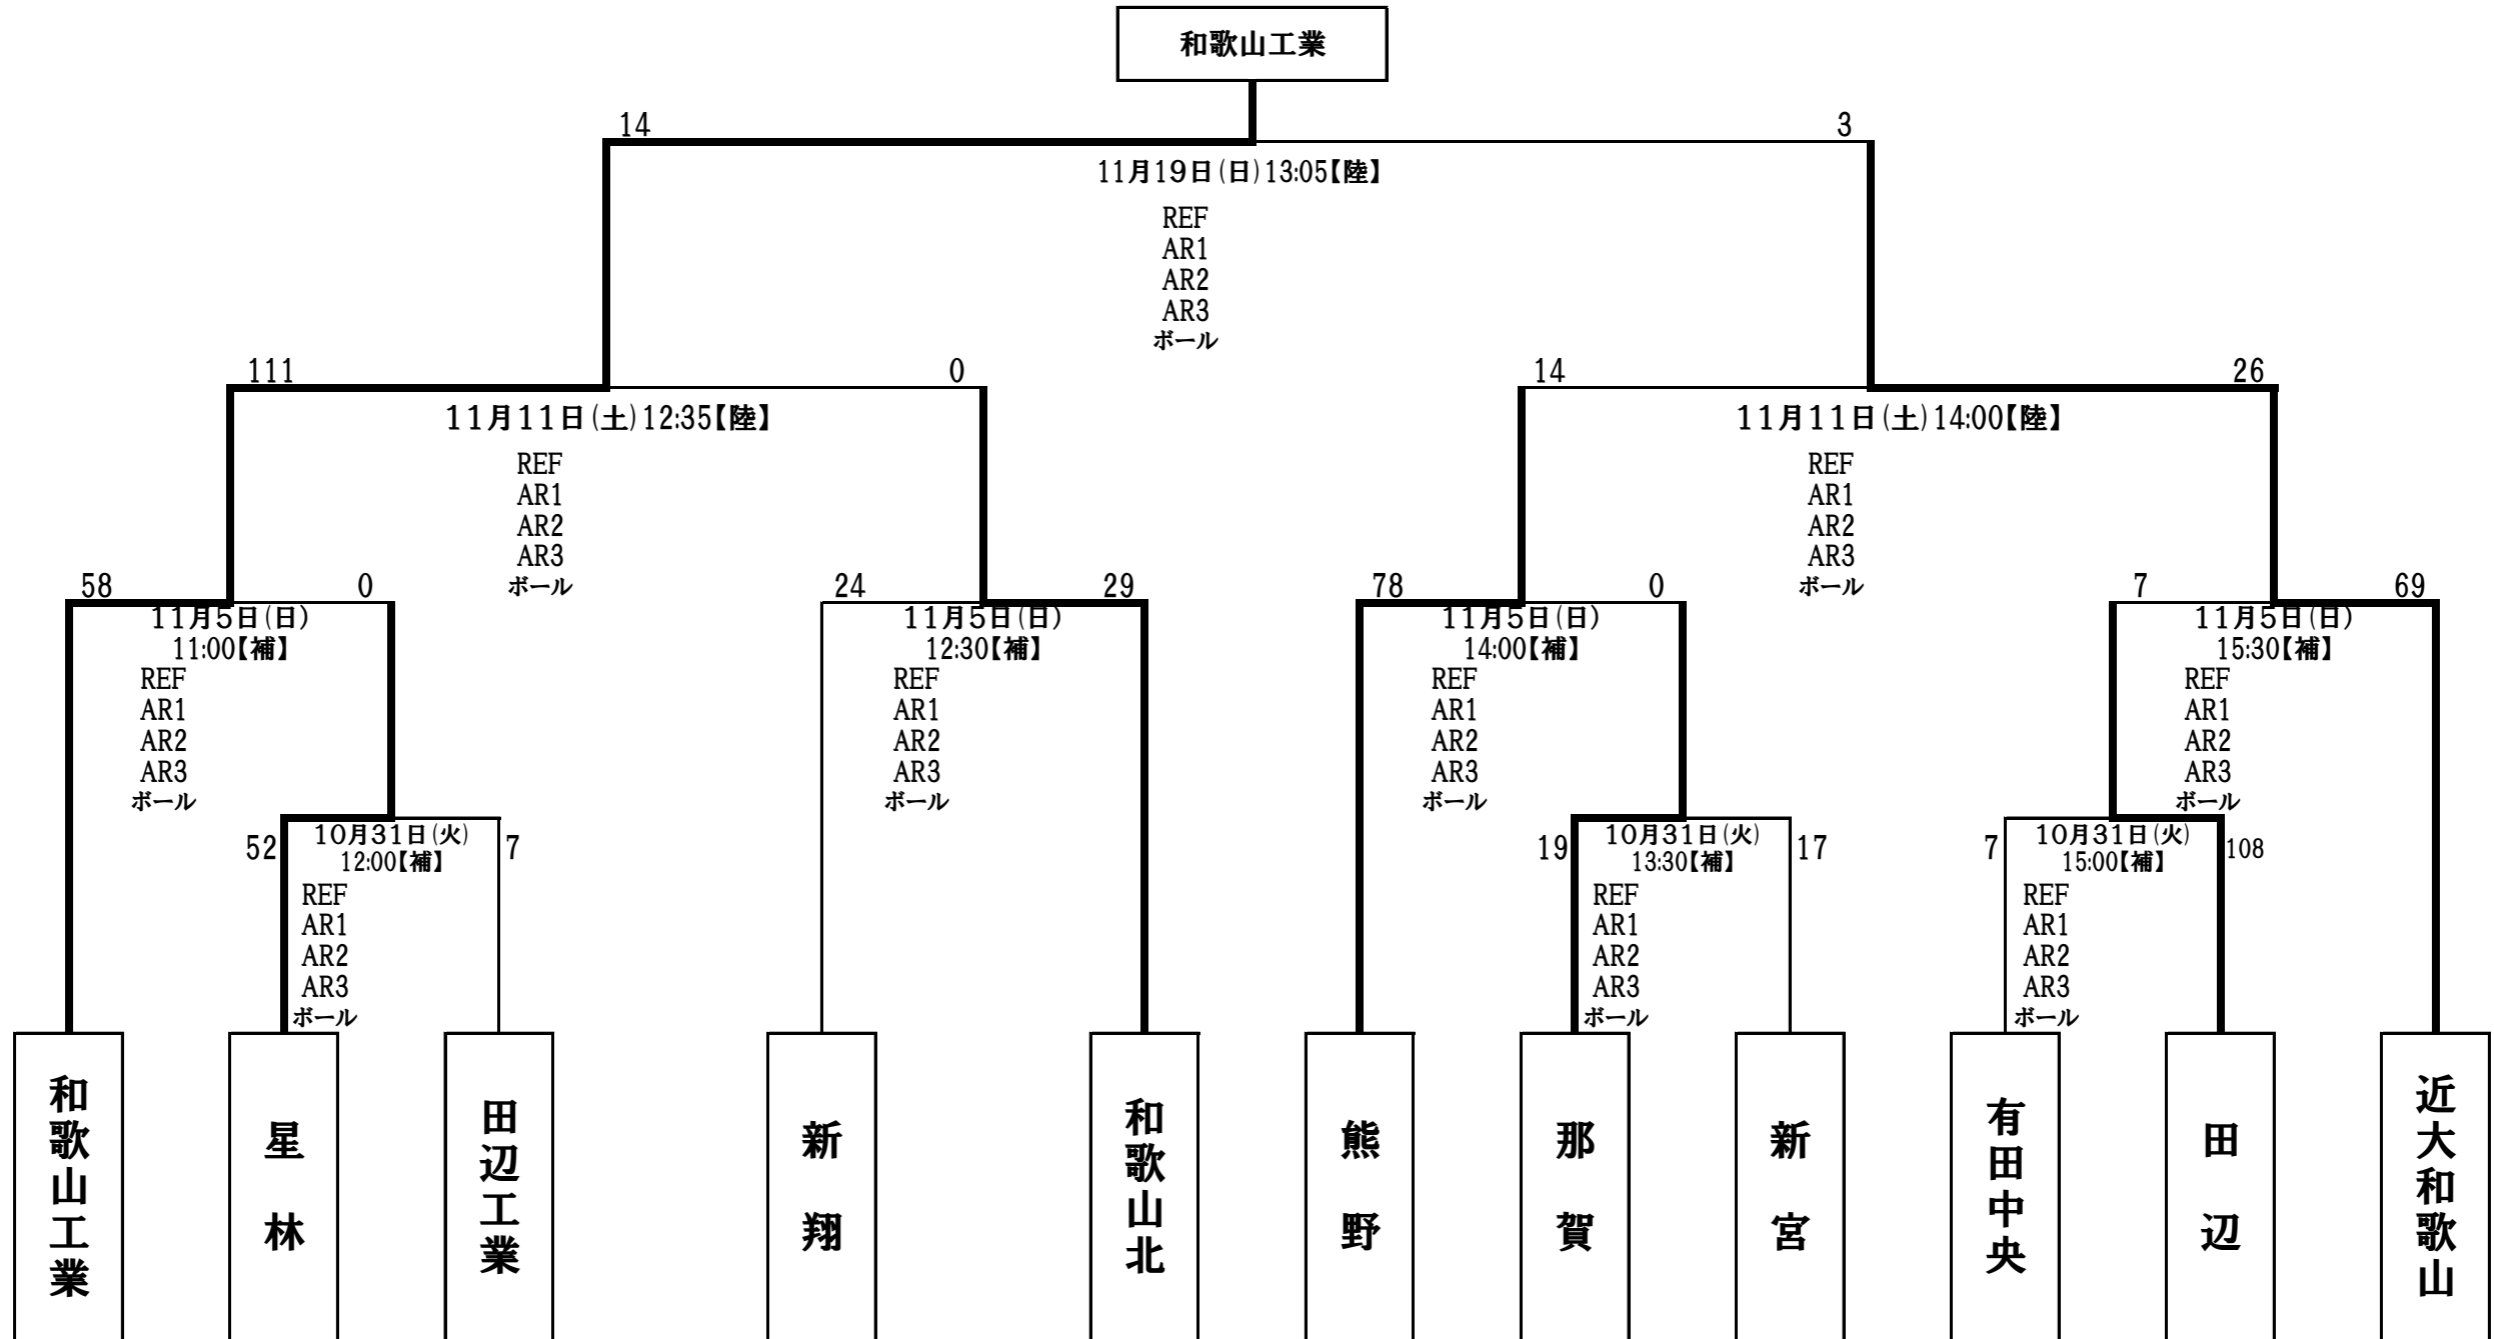 和歌山工業
14
3
11月19日(日)13:05【陸】
REF
AR1
AR2
AR3
ボール
111
0
14
26
11月11日(土)12:35【陸】
REF
AR1
AR2
AR3
ボール
11月11日(土)14:00【陸】
REF
AR1
AR2
AR3
ボール
58
0
11月5日(日)
11:00【補】
REF
AR1
AR2
AR3
ボール
24
29
11月5日(日)
12:30【補】
REF
AR1
AR2
AR3
ボール
78
0
11月5日(日)
14:00【補】
REF
AR1
AR2
AR3
ボール
7
69
11月5日(日)
15:30【補】
REF
AR1
AR2
AR3
ボール
52
7
10月31日(火)
12:00【補】
REF
AR1
AR2
AR3
ボール
19
17
10月31日(火)
13:30【補】
REF
AR1
AR2
AR3
ボール
7
108
10月31日(火)
15:00【補】
REF
AR1
AR2
AR3
ボール
和歌山工業
星林
田辺工業
新翔
和歌山北
熊野
那賀
新宮
有田中央
田辺
近大和歌山